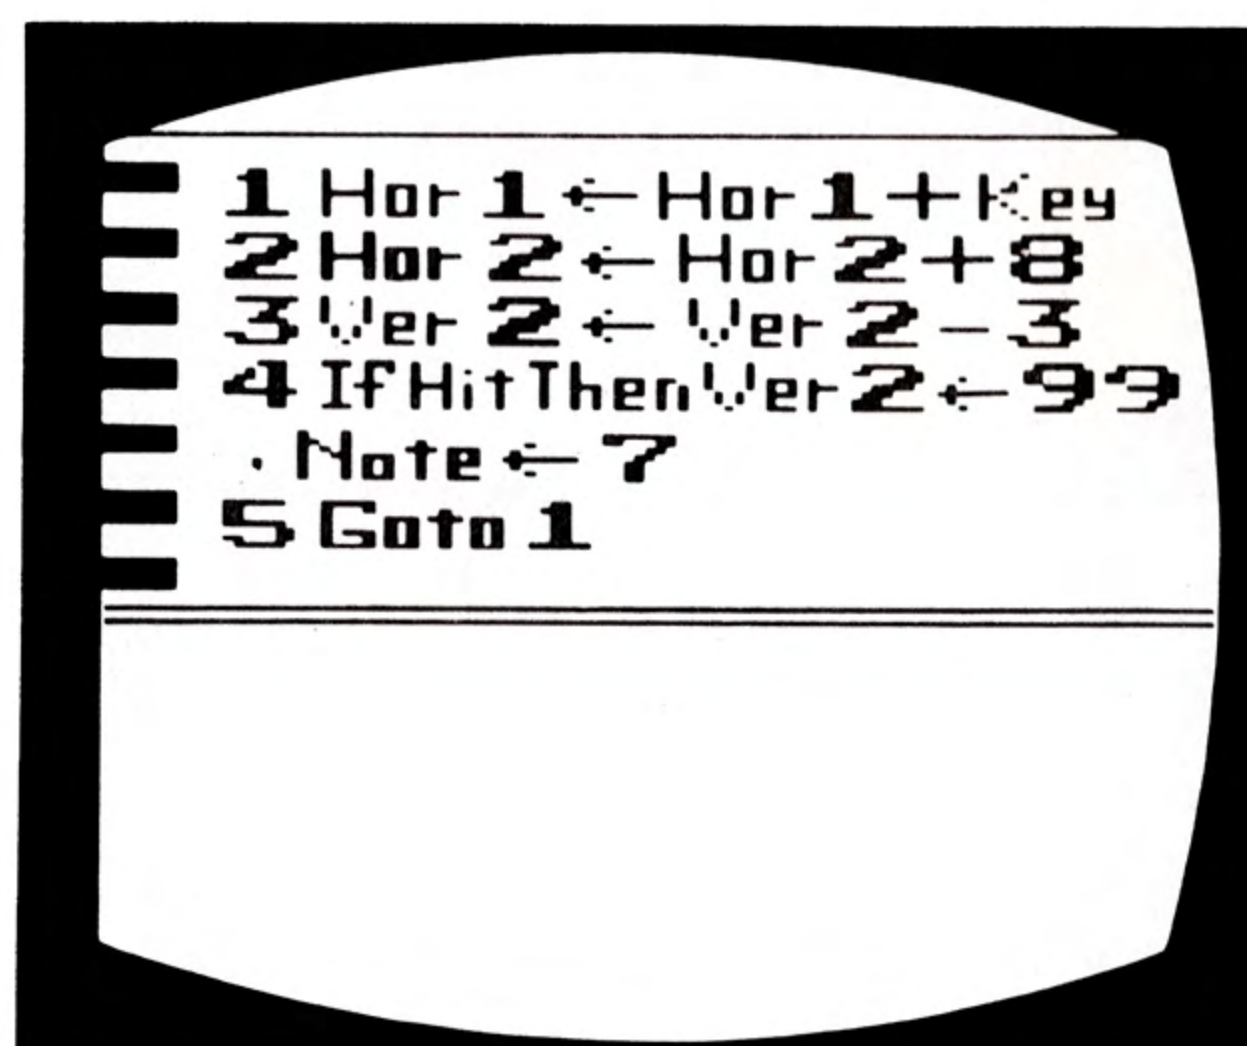 1 Hor 1←Hor 1+Key
2 Hor 2← Hor 2+8
3 Ver 2← Ver 2-3
4 If Hit Then Ver 2←99
. Note←7
5 Goto 1